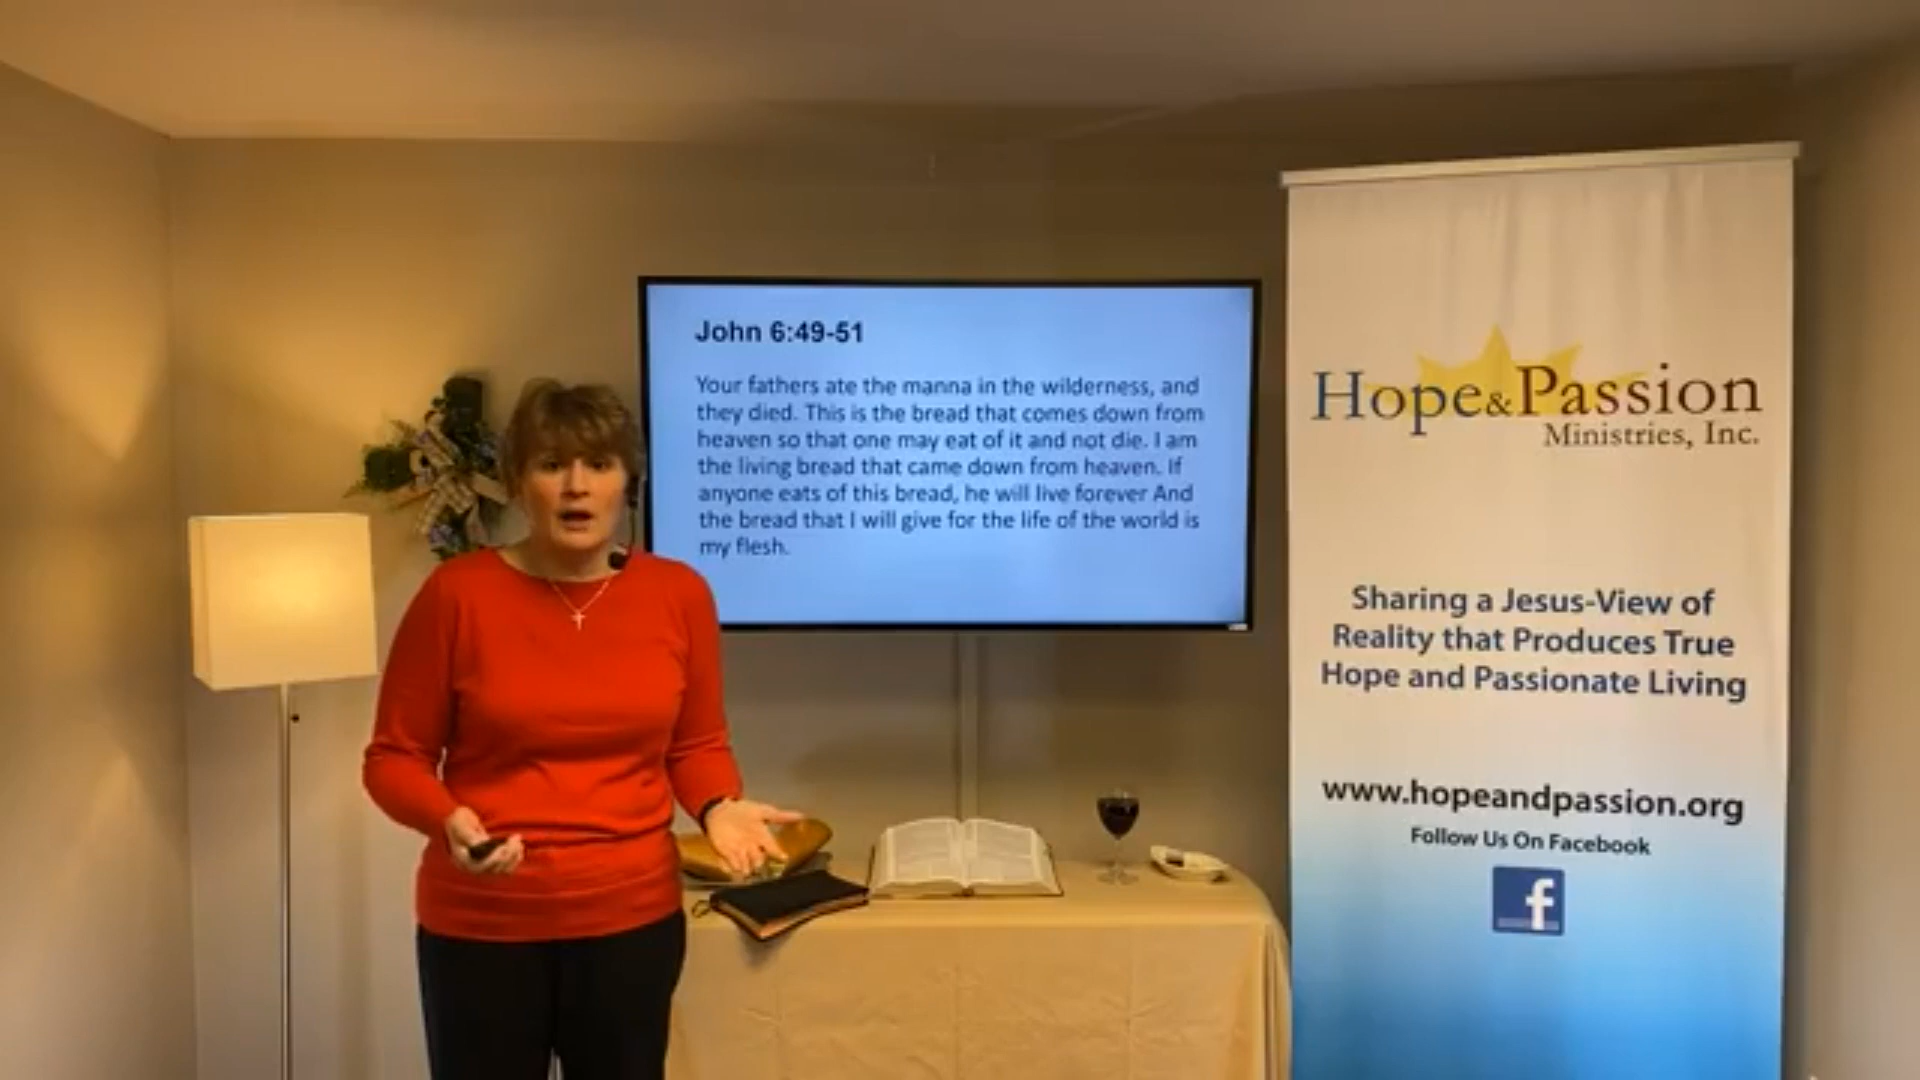 John 6:49-51
Your fathers ate the manna in the wilderness, and
they died. This is the bread that comes down from
heaven so that one may eat of it and not die. I am
the living bread that came down from heaven. If
anyone eats of this bread, he will live forever And
the bread that I will give for the life of the world is
my flesh.
Hope&Passion
Ministries, Inc.
Sharing a Jesus-View of
Reality that Produces True
Hope and Passionate Living
www.hopeandpassion.org
Follow Us On Facebook
f